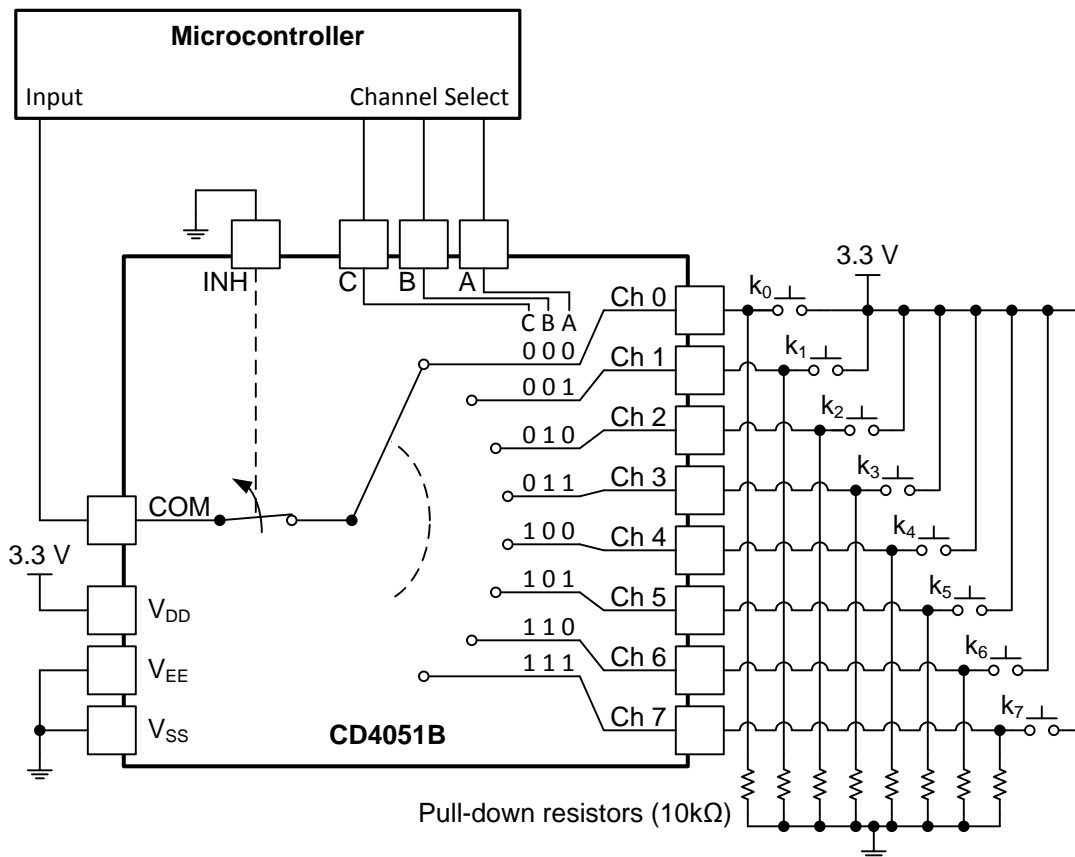 Microcontroller
Input
Channel Select
INH
C
B
A
C B A
3.3 V
Ch 0
k0
0 0 0
Ch 1
k1
0 0 1
Ch 2
k2
0 1 0
Ch 3
k3
0 1 1
COM
Ch 4
k4
1 0 0
3.3 V
Ch 5
k5
1 0 1
VDD
Ch 6
k6
1 1 0
VEE
Ch 7
k7
1 1 1
VSS
CD4051B
Pull-down resistors (10kΩ)